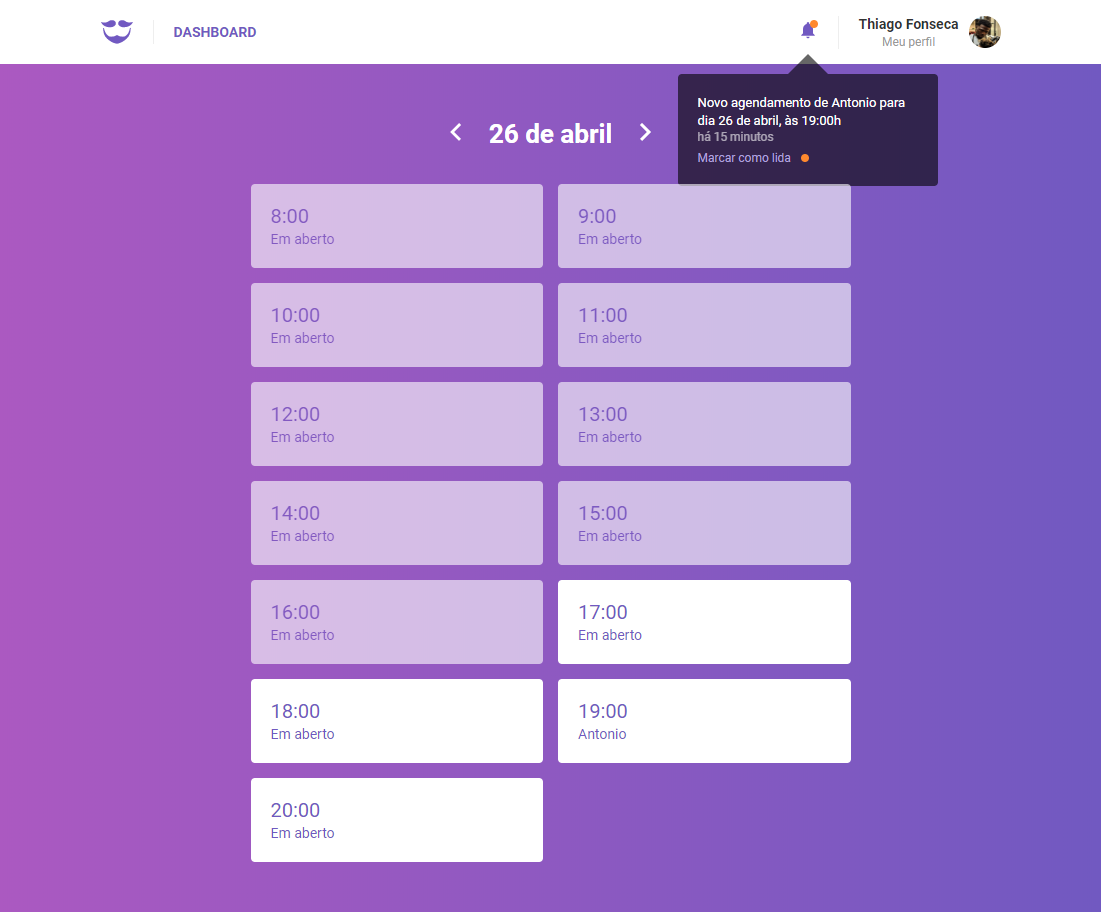 DASHBOARD
Thiago Fonseca
Meu perfil
Novo agendamento de Antonio para
dia 26 de abril, às 19:00h
há 15 minutos
Marcar como lida
26 de abril
8:00
Em aberto
9:00
Em aberto
10:00
Em aberto
11:00
Em aberto
12:00
Em aberto
13:00
Em aberto
14:00
Em aberto
15:00
Em aberto
16:00
Em aberto
17:00
Em aberto
18:00
Em aberto
19:00
Antonio
20:00
Em aberto